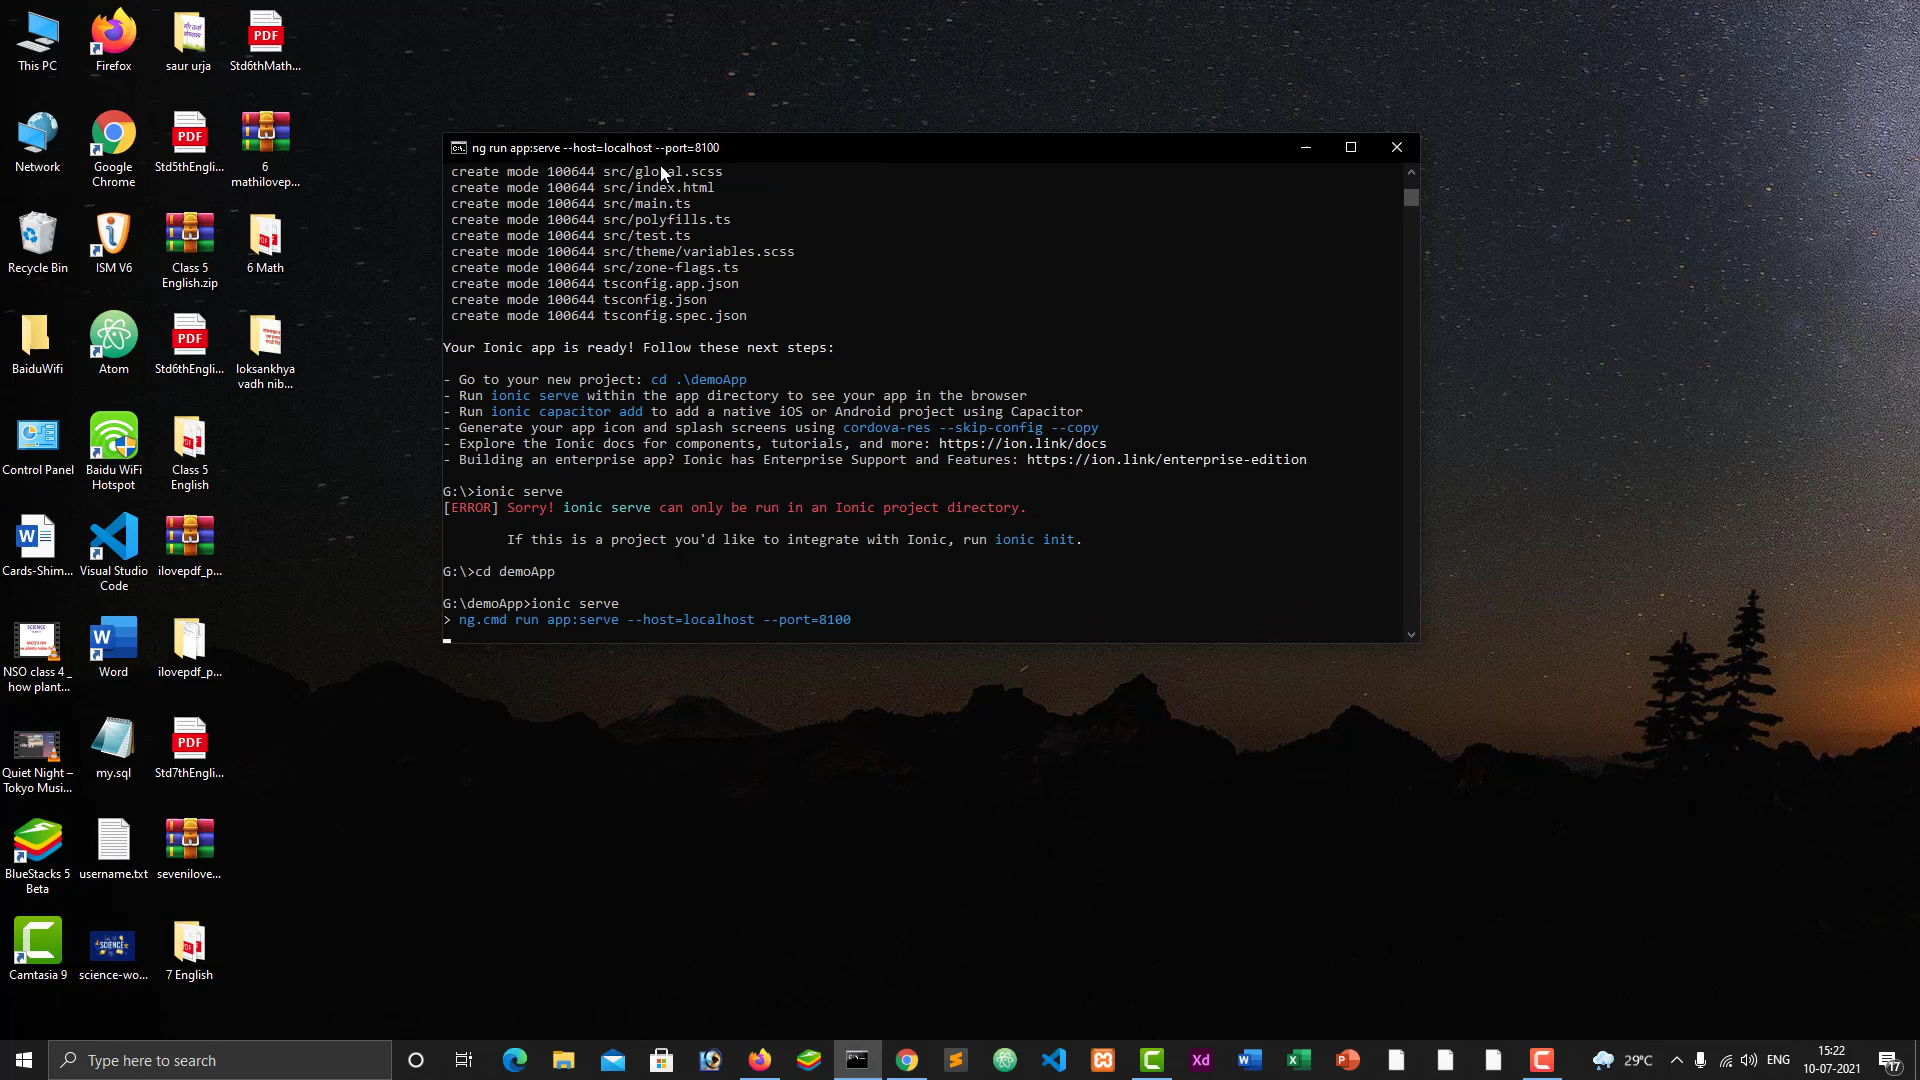 This PC
Firefox
saur urja
Std6thMath...
Network
Google
Chrome
Std5thEngli...
6
mathilovep...
Recycle Bin
ISM V6
Class 5
English.zip
6 Math
BaiduWifi
Atom
Std6thEngli...
loksankhya
vadh nib...
Control Panel
Baidu WiFi
Hotspot
Class 5
English
Cards-Shim...
Visual Studio
Code
ilovepdf_p...
NSO class 4 _
how plant...
Word
ilovepdf_p...
Quiet Night –
Tokyo Musi...
my.sql
Std7thEngli...
BlueStacks 5
Beta
username.txt
sevenilove...
Camtasia 9
science-wo...
7 English
ng run app:serve --host=localhost --port=8100
create mode 100644 src/global.scss
create mode 100644 src/index.html
create mode 100644 src/main.ts
create mode 100644 src/polyfills.ts
create mode 100644 src/test.ts
create mode 100644 src/theme/variables.scss
create mode 100644 src/zone-flags.ts
create mode 100644 tsconfig.app.json
create mode 100644 tsconfig.json
create mode 100644 tsconfig.spec.json
Your Ionic app is ready! Follow these next steps:
- Go to your new project: cd .\demoApp
- Run ionic serve within the app directory to see your app in the browser
- Run ionic capacitor add to add a native iOS or Android project using Capacitor
- Generate your app icon and splash screens using cordova-res --skip-config --copy
- Explore the Ionic docs for components, tutorials, and more: https://ion.link/docs
- Building an enterprise app? Ionic has Enterprise Support and Features: https://ion.link/enterprise-edition
G:\>ionic serve
[ERROR] Sorry! ionic serve can only be run in an Ionic project directory.
If this is a project you'd like to integrate with Ionic, run ionic init.
G:\>cd demoApp
G:\demoApp>ionic serve
> ng.cmd run app:serve --host=localhost --port=8100
Type here to search
29°C
ENG
15:22
10-07-2021
17